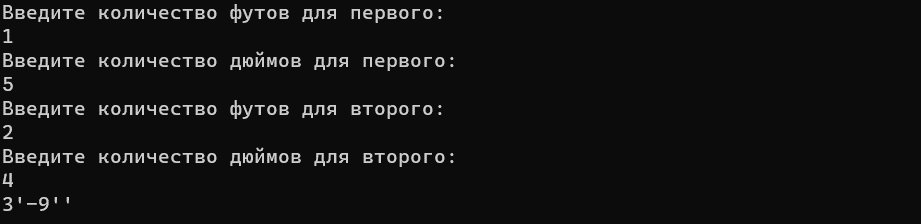 Введите количество футов для первого:
1
Введите количество дюймов для первого:
5
Введите количество футов для второго:
2
Введите количество дюймов для второго:
4
3'-9''